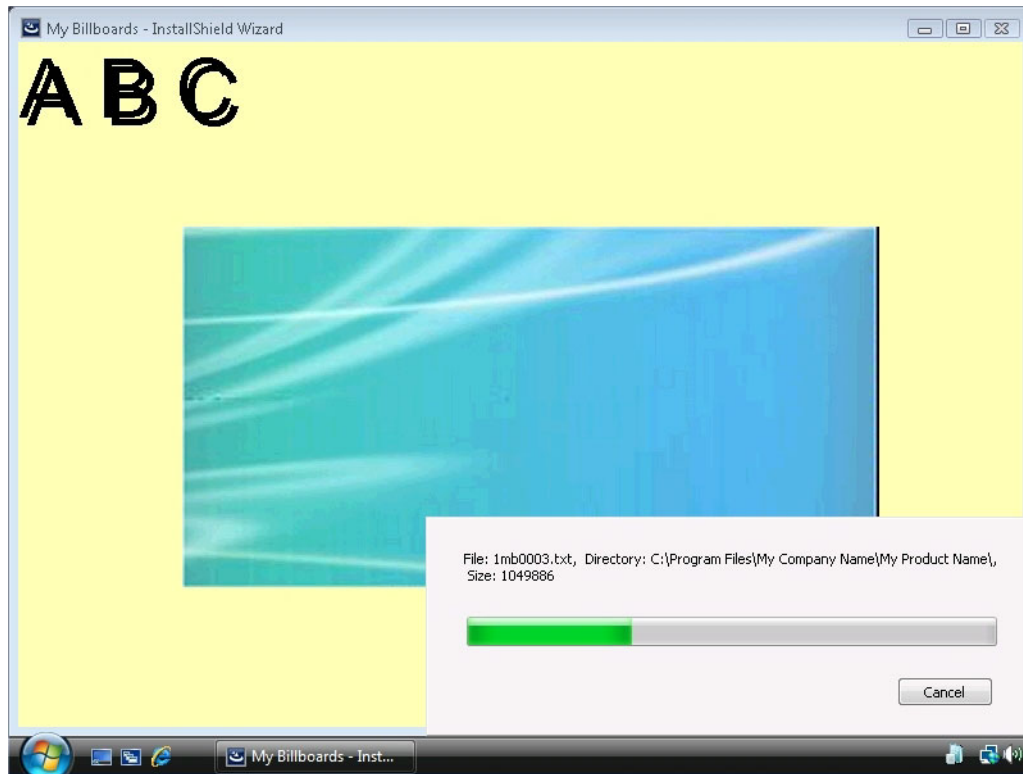 My Billboards - InstallShield Wizard
A B C
File: 1mb0003.txt, Directory: C:\Program Files\My Company Name\My Product Name\,
Size: 1049886
Cancel
My Billboards - Inst...